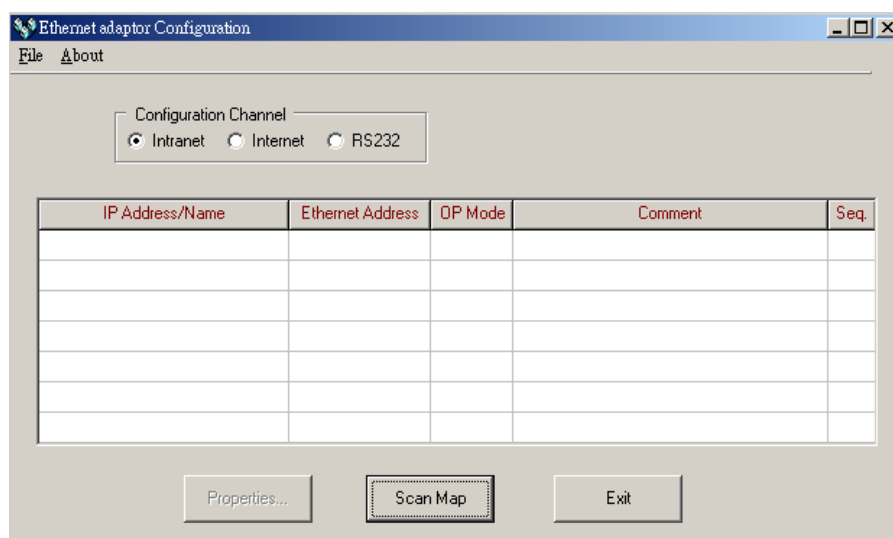 Ethernet adaptor Configuration
File About
Configuration Channel
Intranet Internet RS232
IP Address/Name Ethernet Address OP Mode Comment Seq.
Properties... Scan Map Exit